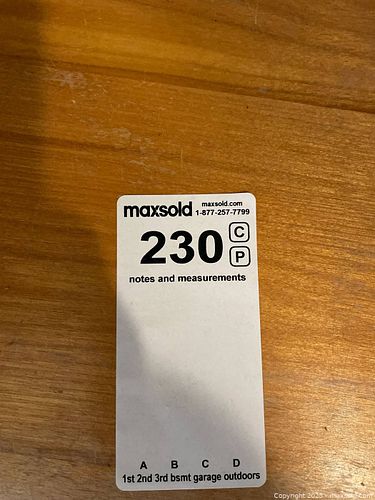 maxsold maxsold.com
1-877-257-7799
230 C
P
notes and measurements
A B C D
1st 2nd 3rd bsmt garage outdoors
Copyright 2023 - maxsold.com